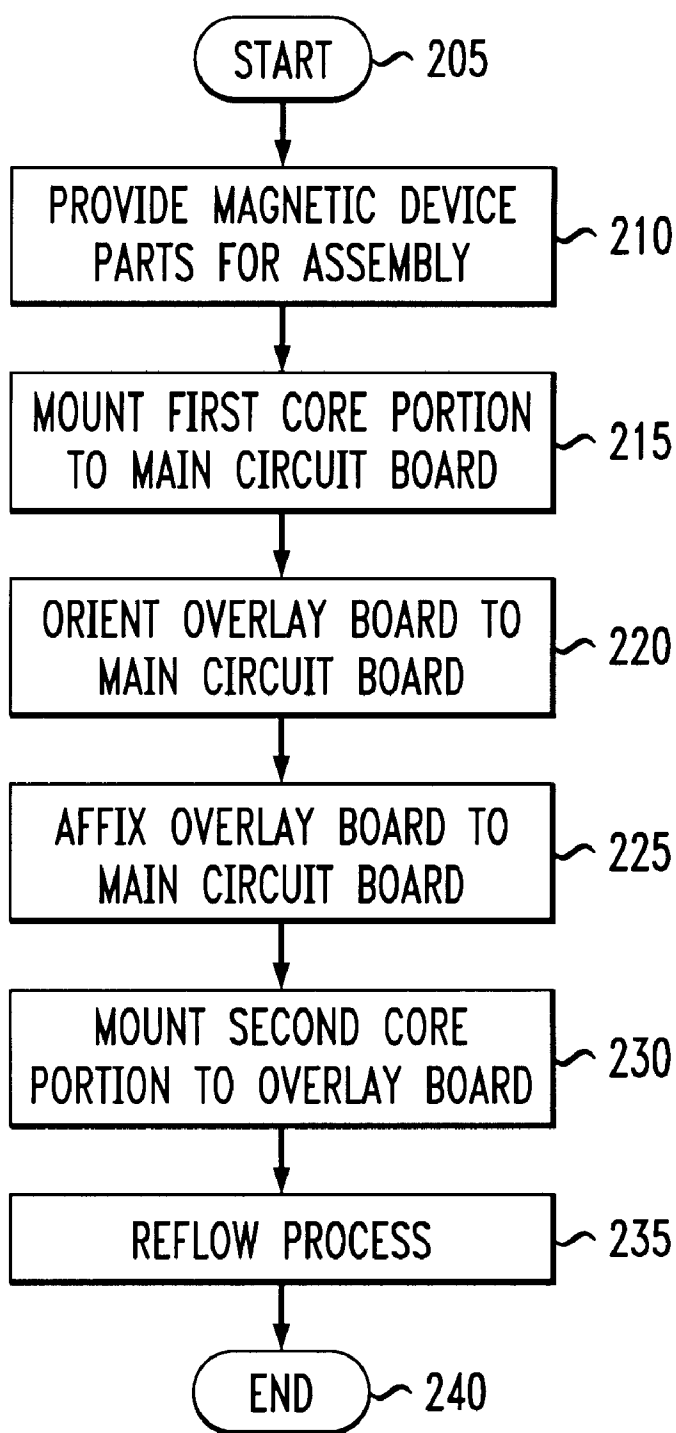 START
205
PROVIDE MAGNETIC DEVICE
PARTS FOR ASSEMBLY
210
MOUNT FIRST CORE PORTION
TO MAIN CIRCUIT BOARD
215
ORIENT OVERLAY BOARD TO
MAIN CIRCUIT BOARD
220
AFFIX OVERLAY BOARD TO
MAIN CIRCUIT BOARD
225
MOUNT SECOND CORE
PORTION TO OVERLAY BOARD
230
REFLOW PROCESS
235
END
240